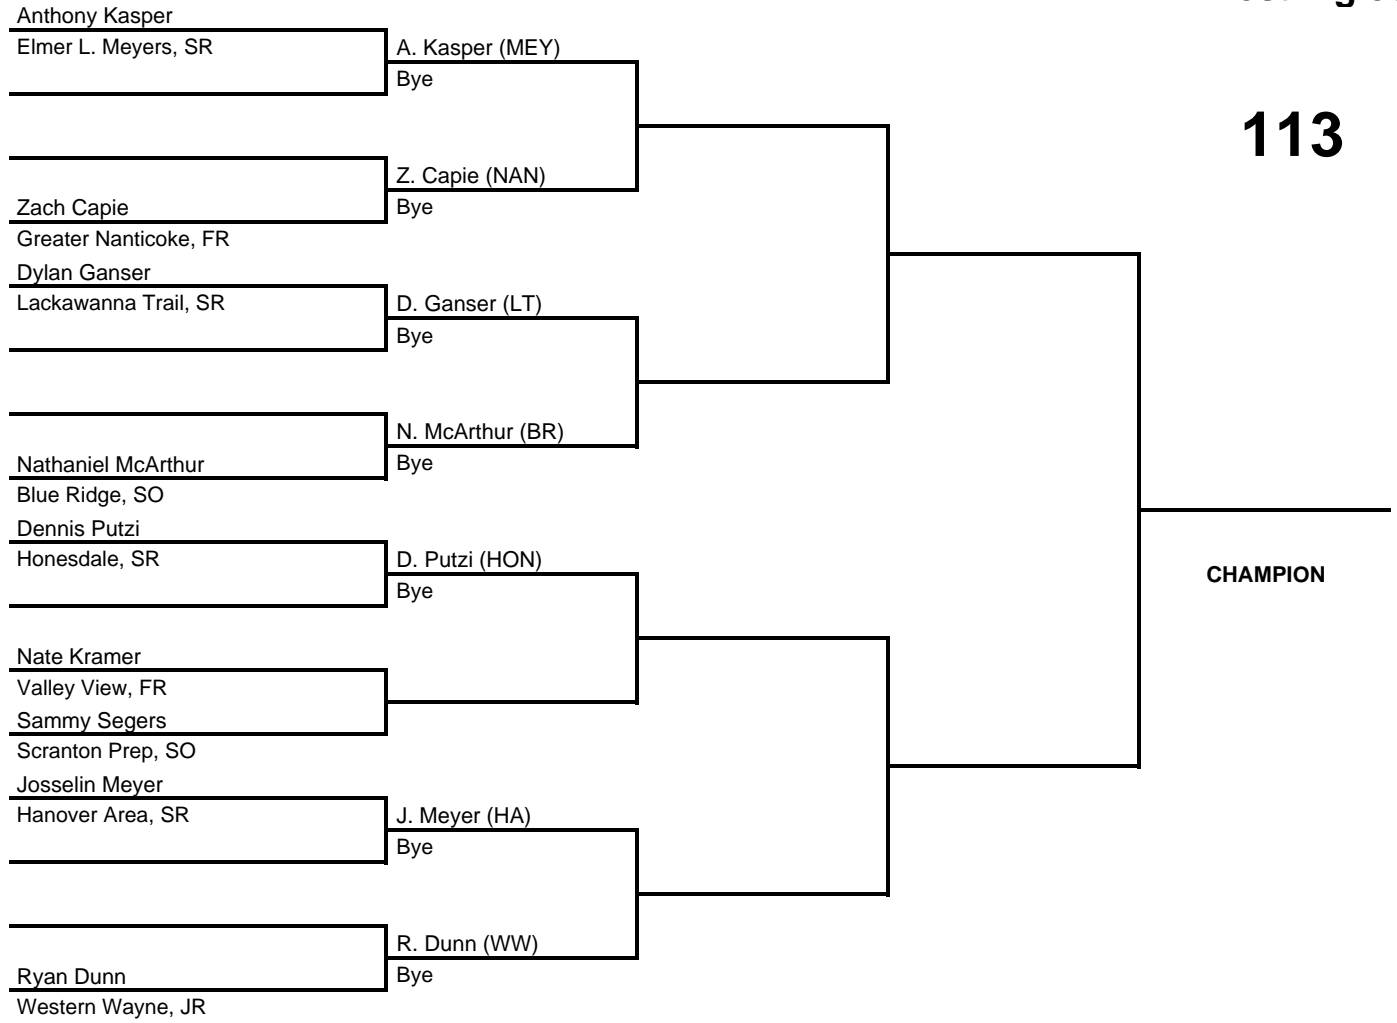 Anthony Kasper
Elmer L. Meyers, SR
A. Kasper (MEY)
Bye
113
Z. Capie (NAN)
Zach Capie
Bye
Greater Nanticoke, FR
Dylan Ganser
Lackawanna Trail, SR
D. Ganser (LT)
Bye
N. McArthur (BR)
Nathaniel McArthur
Bye
Blue Ridge, SO
Dennis Putzi
Honesdale, SR
D. Putzi (HON)
Bye
CHAMPION
Nate Kramer
Valley View, FR
Sammy Segers
Scranton Prep, SO
Josselin Meyer
Hanover Area, SR
J. Meyer (HA)
Bye
R. Dunn (WW)
Ryan Dunn
Bye
Western Wayne, JR